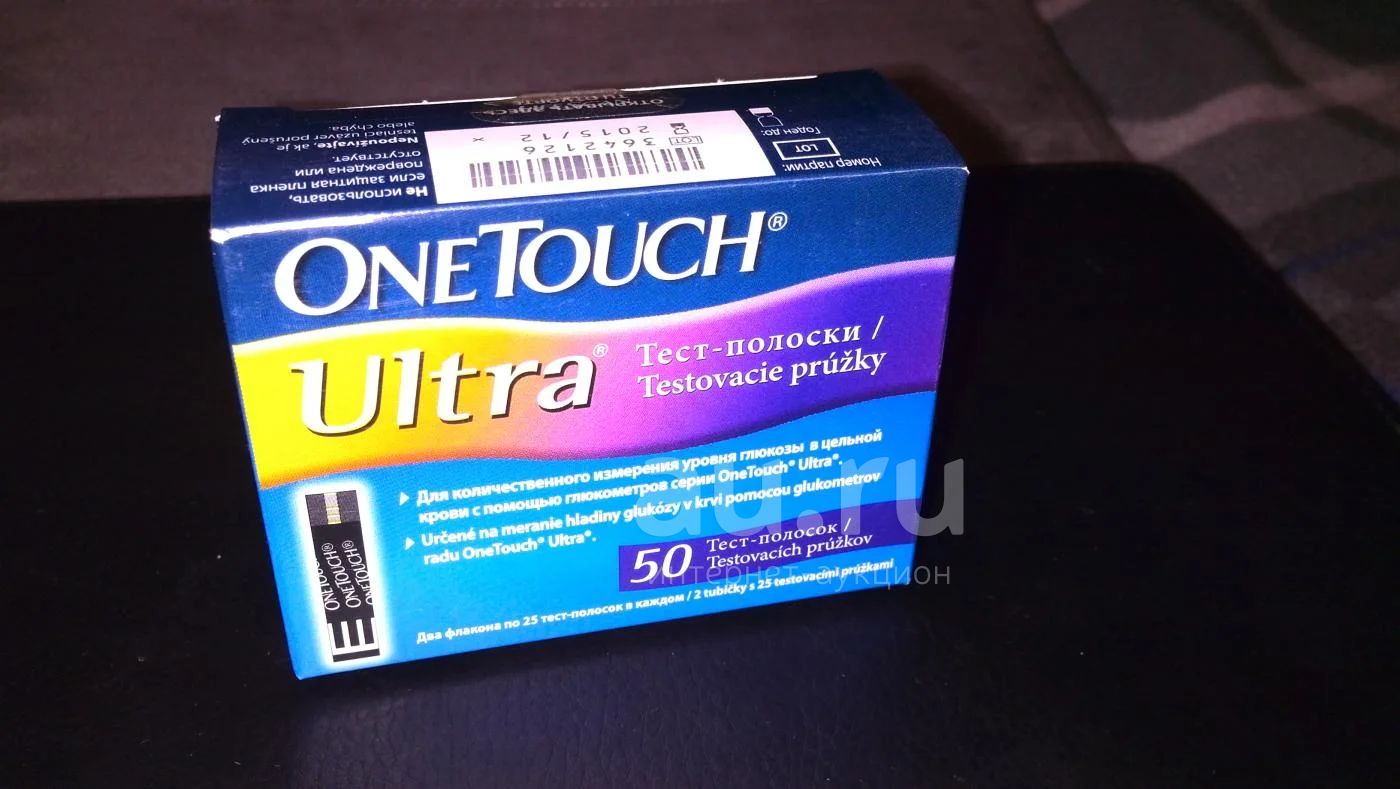 ОТКРЫВАТЬ ЗДЕСЬ
Не использовать,
если защитная пленка
повреждена или
отсутствует.
Nepoužívajte, ak je
tesniaci uzáver porušený
alebo chýba.
LOT 3642126
2015/12
x
Номер партии:
LOT
Годен до:
ONETOUCH®
Ultra®
Тест-полоски /
Testovacie prúžky
Для количественного измерения уровня глюкозы в цельной
крови с помощью глюкометров серии OneTouch® Ultra®.
Určené na meranie hladiny glukózy v krvi pomocou glukometrov
radu OneTouch® Ultra®.
50 Тест-полосок /
Testovacích prúžkov
Два флакона по 25 тест-полосок в каждом / 2 tubičky s 25 testovacími prúžkami
ONETOUCH®
ONETOUCH®
ONETOUCH
au.ru
интернет-аукцион